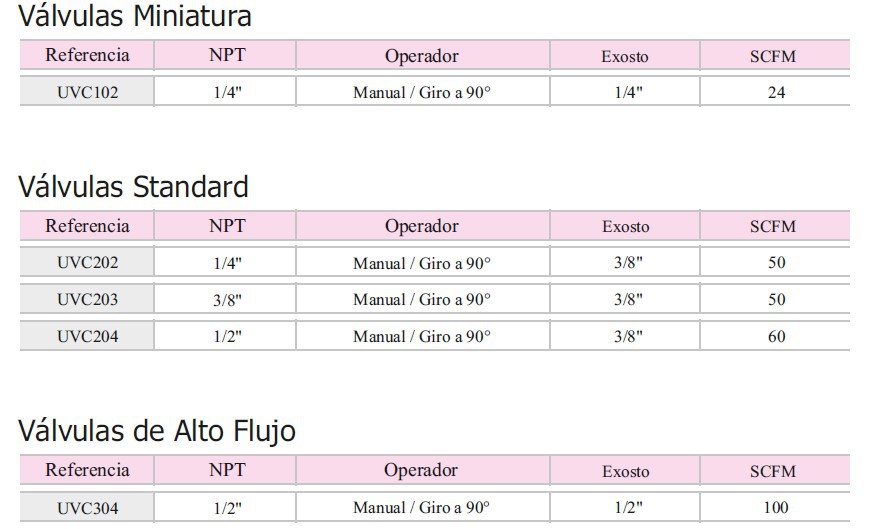 Válvulas Miniatura
Referencia NPT Operador Exosto SCFM
UVC102 1/4" Manual / Giro a 90° 1/4" 24
Válvulas Standard
Referencia NPT Operador Exosto SCFM
UVC202 1/4" Manual / Giro a 90° 3/8" 50
UVC203 3/8" Manual / Giro a 90° 3/8" 50
UVC204 1/2" Manual / Giro a 90° 3/8" 60
Válvulas de Alto Flujo
Referencia NPT Operador Exosto SCFM
UVC304 1/2" Manual / Giro a 90° 1/2" 100